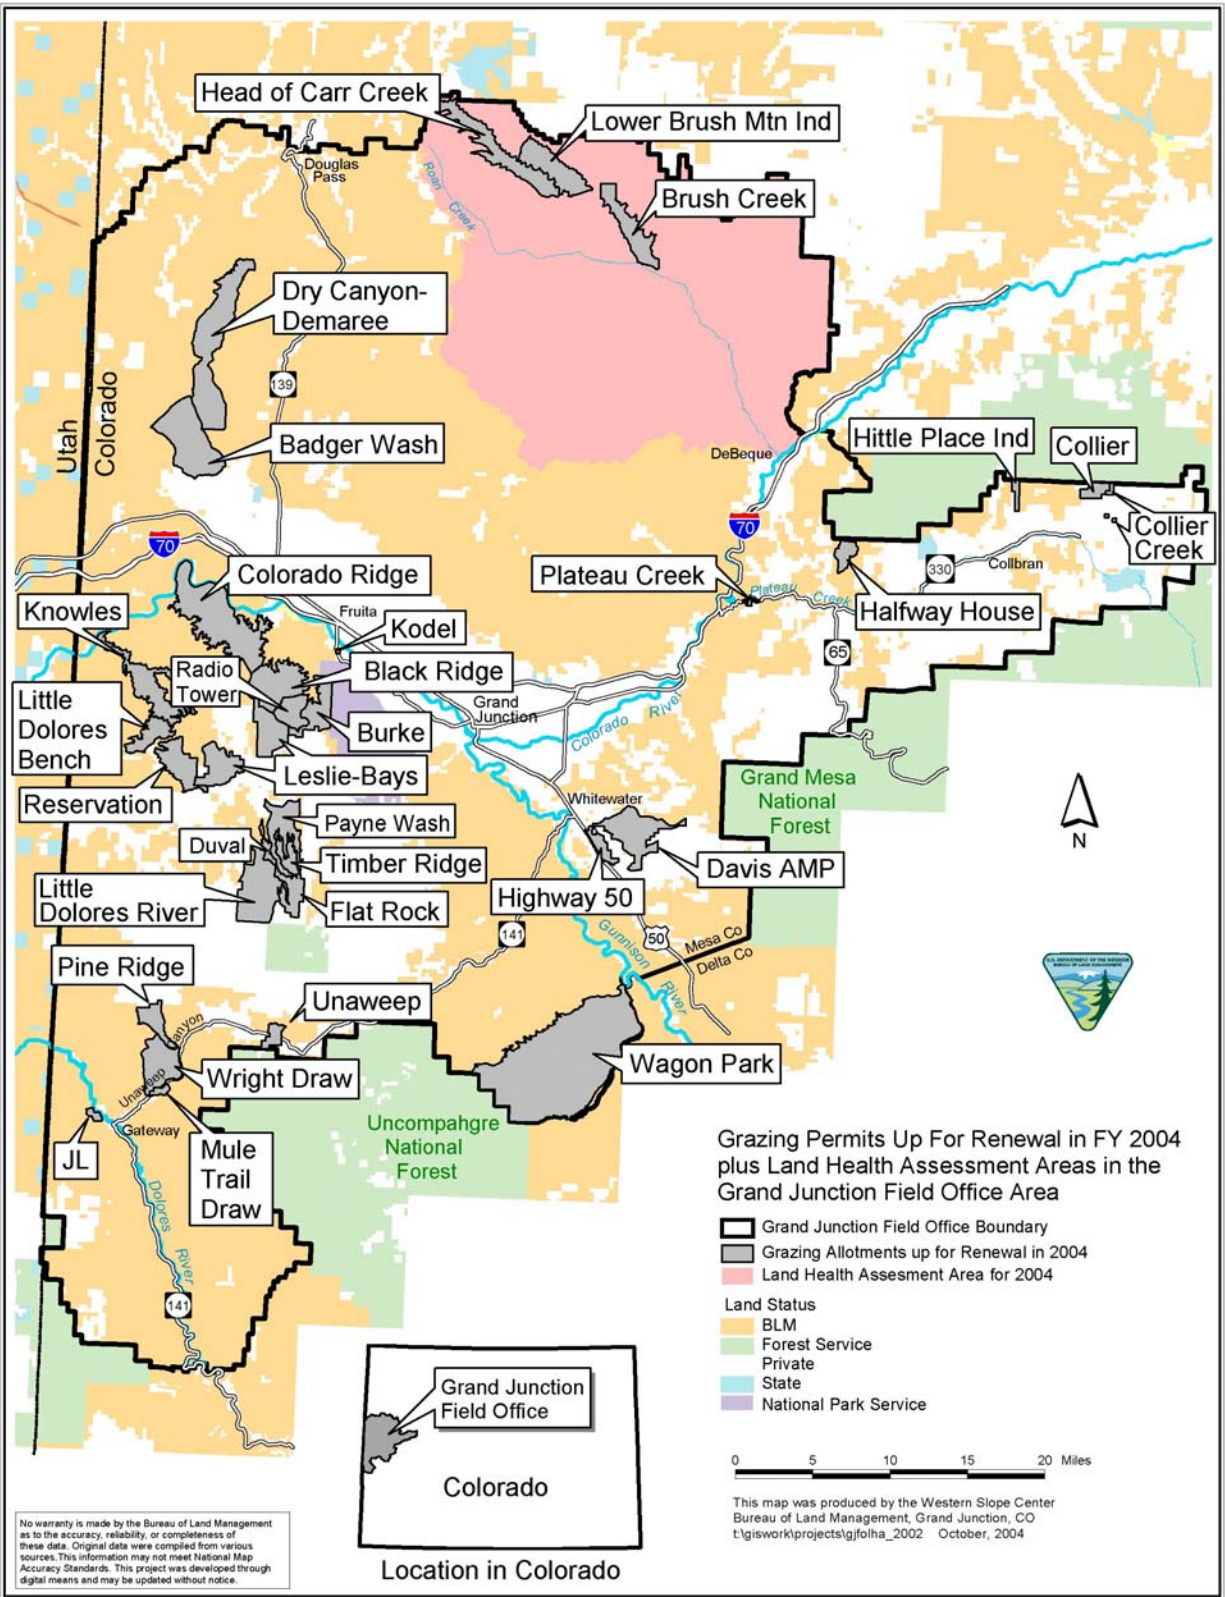 Head of Carr Creek
Lower Brush Mtn Ind
Douglas
Pass
Roan
Creek
Brush Creek
Dry Canyon-
Demaree
139
Utah
Colorado
Badger Wash
DeBeque
Hittle Place Ind
Collier
70
70
Collier
Creek
330
Collbran
Colorado Ridge
Plateau Creek
Plateau
Creek
Knowles
Fruita
Kodel
Halfway House
65
Radio
Tower
Black Ridge
Little
Dolores
Bench
Grand
Junction
Colorado
River
Burke
Leslie-Bays
Reservation
Grand Mesa
National
Forest
Whitewater
N
Payne Wash
Duval
Timber Ridge
Davis AMP
Little
Dolores River
Flat Rock
Highway 50
141
Gunnison
River
50
Mesa Co
Delta Co
Pine Ridge
U.S. DEPARTMENT OF THE INTERIOR
BUREAU OF LAND MANAGEMENT
Unaweep
Unaweep
Canyon
Wright Draw
Wagon Park
Gateway
JL
Mule
Trail
Draw
Uncompahgre
National
Forest
Dolores
River
141
Grazing Permits Up For Renewal in FY 2004
plus Land Health Assessment Areas in the
Grand Junction Field Office Area
Grand Junction Field Office Boundary
Grazing Allotments up for Renewal in 2004
Land Health Assesment Area for 2004
Land Status
BLM
Forest Service
Private
State
National Park Service
Grand Junction
Field Office
Colorado
Location in Colorado
0 5 10 15 20 Miles
This map was produced by the Western Slope Center
Bureau of Land Management, Grand Junction, CO
t:\giswork\projects\gjfolha_2002 October, 2004
No warranty is made by the Bureau of Land Management
as to the accuracy, reliability, or completeness of
these data. Original data were compiled from various
sources.This information may not meet National Map
Accuracy Standards. This project was developed through
digital means and may be updated without notice.